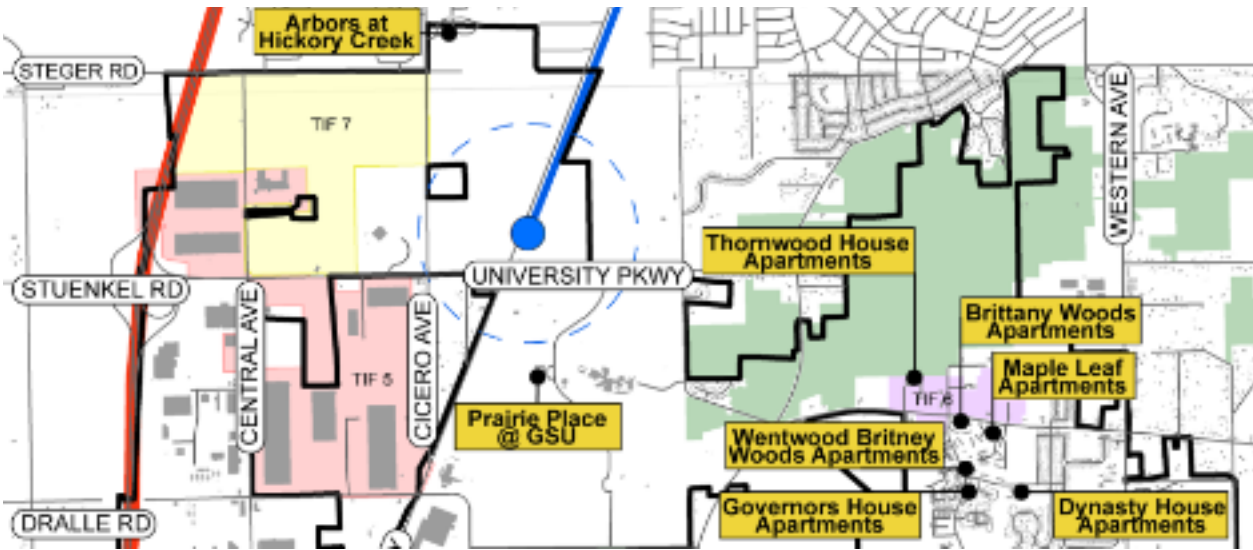 Arbors at
Hickory Creek
STEGER RD
TIF 7
WESTERN AVE
Thornwood House
Apartments
UNIVERSITY PKWY
STUENKEL RD
CENTRAL AVE
CICERO AVE
Brittany Woods
Apartments
Maple Leaf
Apartments
TIF 5
TIF 6
Prairie Place
@ GSU
Wentwood Britney
Woods Apartments
Governors House
Apartments
Dynasty House
Apartments
DRALLE RD